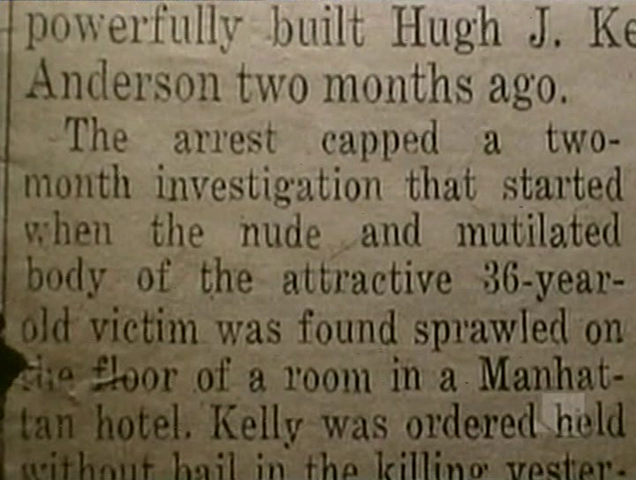 powerfully built Hugh J. Ke
Anderson two months ago.
The arrest capped a two-
month investigation that started
when the nude and mutilated
body of the attractive 36-year-
old victim was found sprawled on
the floor of a room in a Manhat-
tan hotel. Kelly was ordered held
without bail in the killing yester-